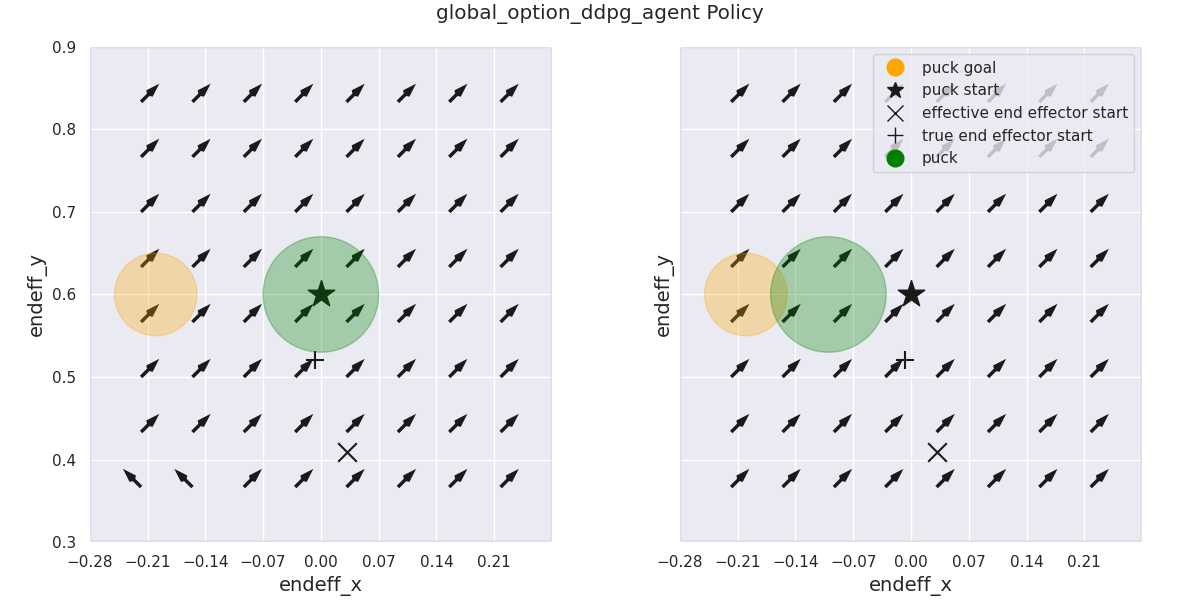 global_option_ddpg_agent Policy
0.9
0.8
0.7
0.6
0.5
0.4
0.3
endeff_y
−0.28 −0.21 −0.14 −0.07 0.00 0.07 0.14 0.21
endeff_x
endeff_y
puck goal
puck start
effective end effector start
true end effector start
puck
−0.28 −0.21 −0.14 −0.07 0.00 0.07 0.14 0.21
endeff_x